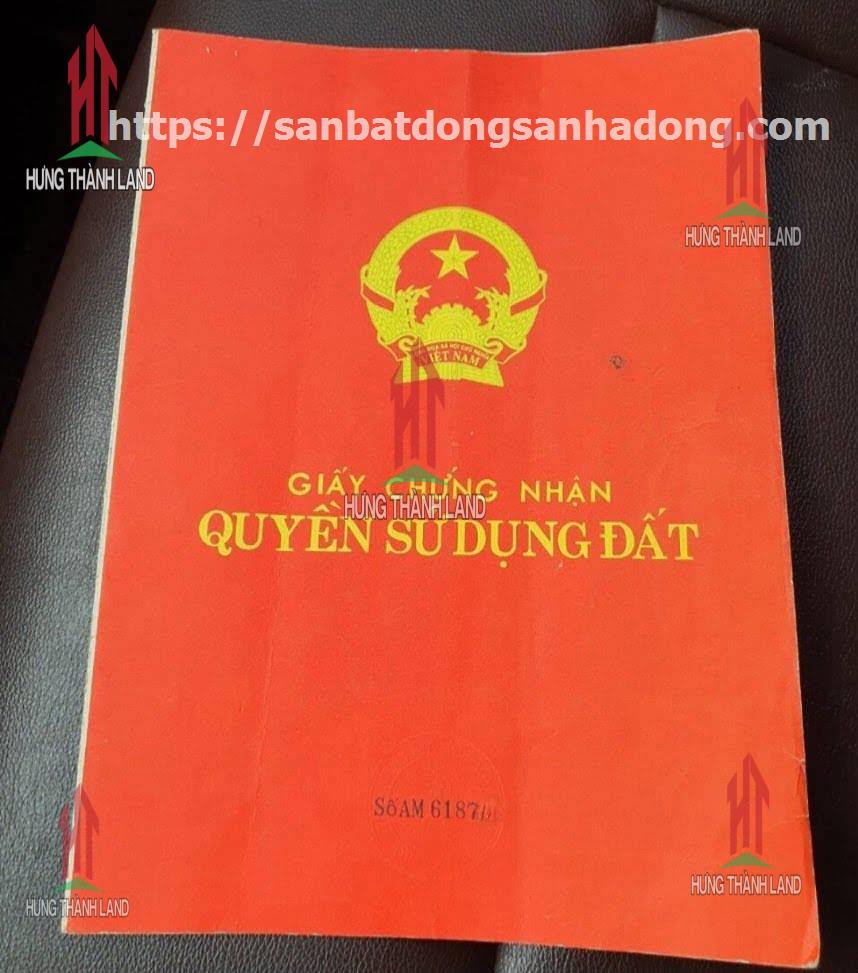 https://sanbatdongsanhadong.com
HƯNG THÀNH LAND
HƯNG THÀNH LAND
VIỆT NAM
GIẤY CHỨNG NHẬN
HƯNG THÀNH LAND
QUYỀN SỬ DỤNG ĐẤT
Số AM 6187
HƯNG THÀNH LAND
HƯNG THÀNH LAND